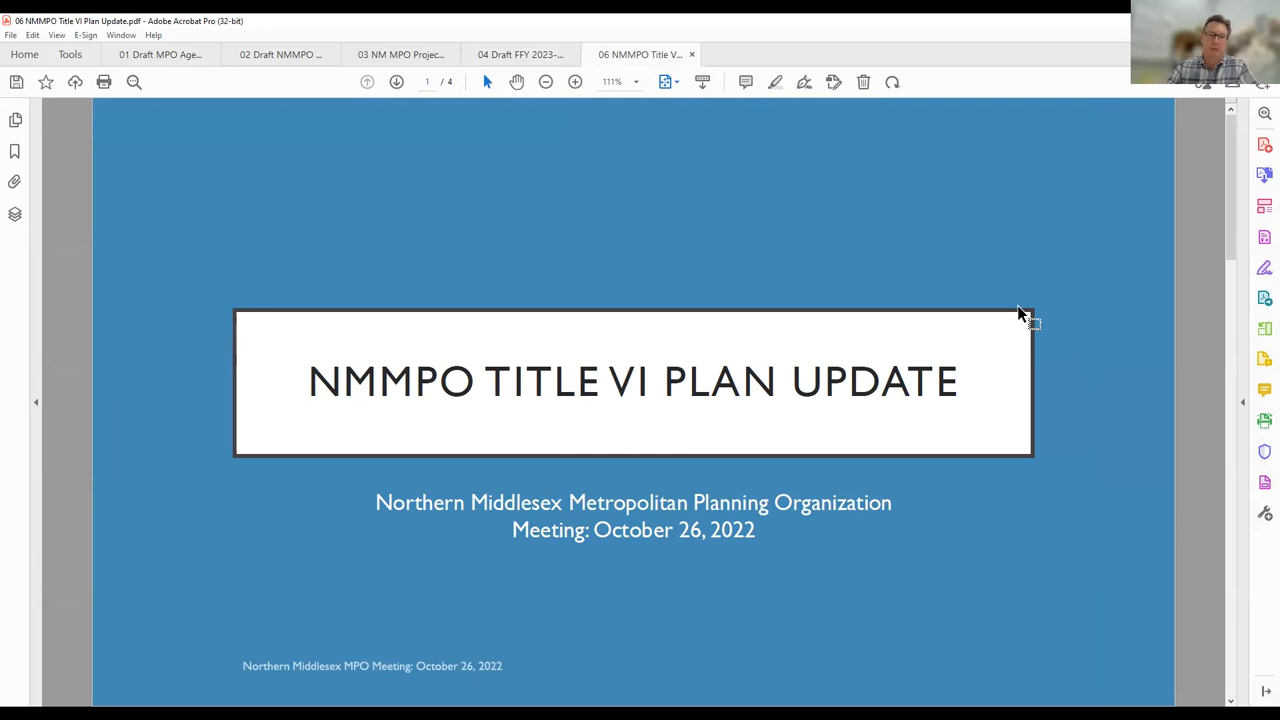 06 NMMPO Title VI Plan Update.pdf - Adobe Acrobat Pro (32-bit)
File Edit View E-Sign Window Help
Home Tools 01 Draft MPO Age... 02 Draft NMMPO ... 03 NM MPO Projec... 04 Draft FFY 2023-... 06 NMMPO Title V... ×
1 / 4 111%
NMMPO TITLE VI PLAN UPDATE
Northern Middlesex Metropolitan Planning Organization
Meeting: October 26, 2022
Northern Middlesex MPO Meeting: October 26, 2022